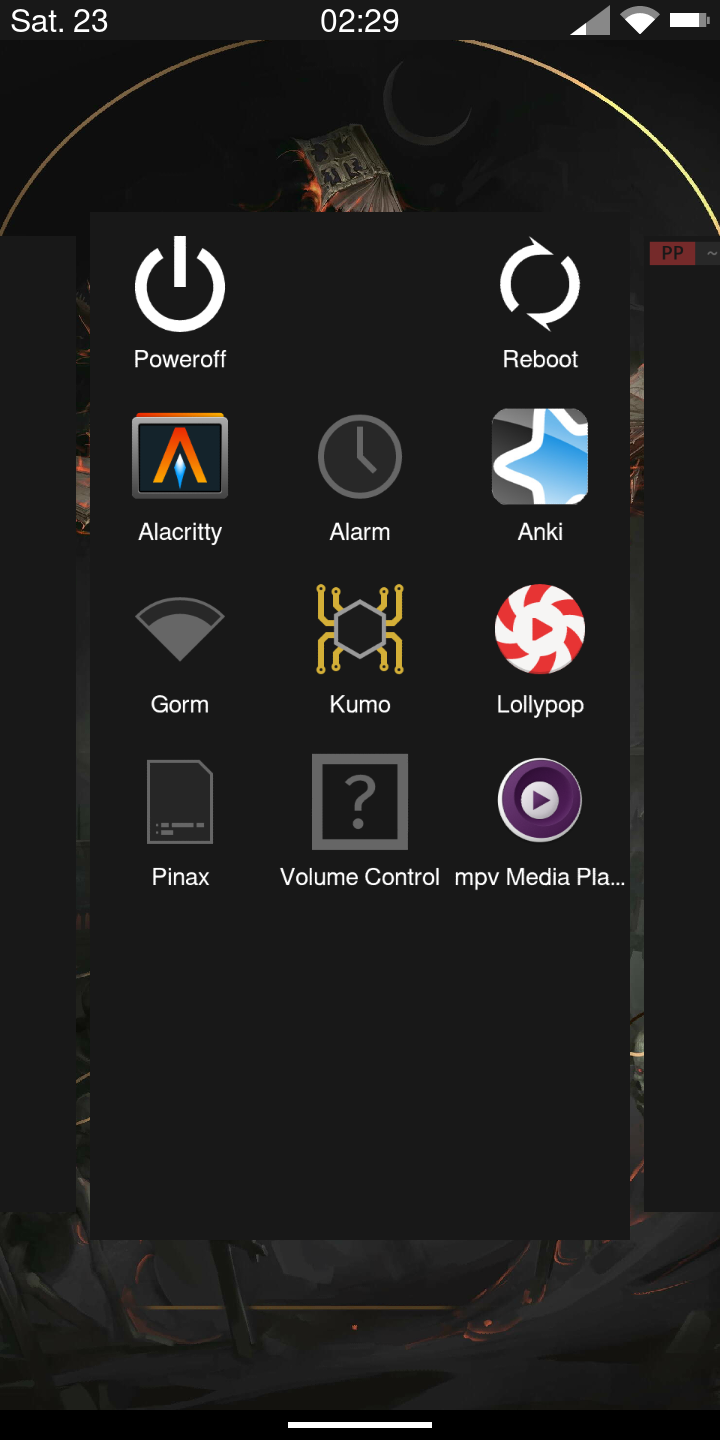 Sat. 23 02:29
PP ~
Poweroff Reboot
Alacritty Alarm Anki
Gorm Kumo Lollypop
?
Pinax Volume Control mpv Media Pla...